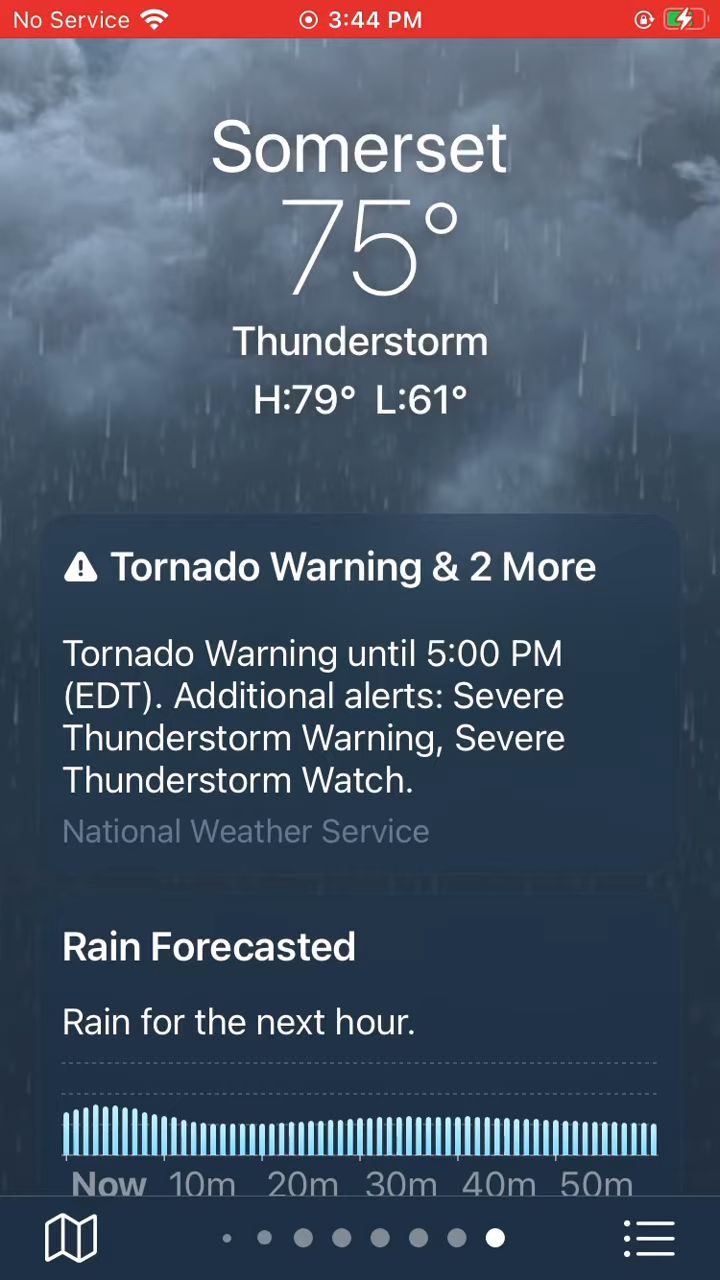 No Service 3:44 PM
Somerset
75°
Thunderstorm
H:79° L:61°
Tornado Warning & 2 More
Tornado Warning until 5:00 PM
(EDT). Additional alerts: Severe
Thunderstorm Warning, Severe
Thunderstorm Watch.
National Weather Service
Rain Forecasted
Rain for the next hour.
Now 10m 20m 30m 40m 50m